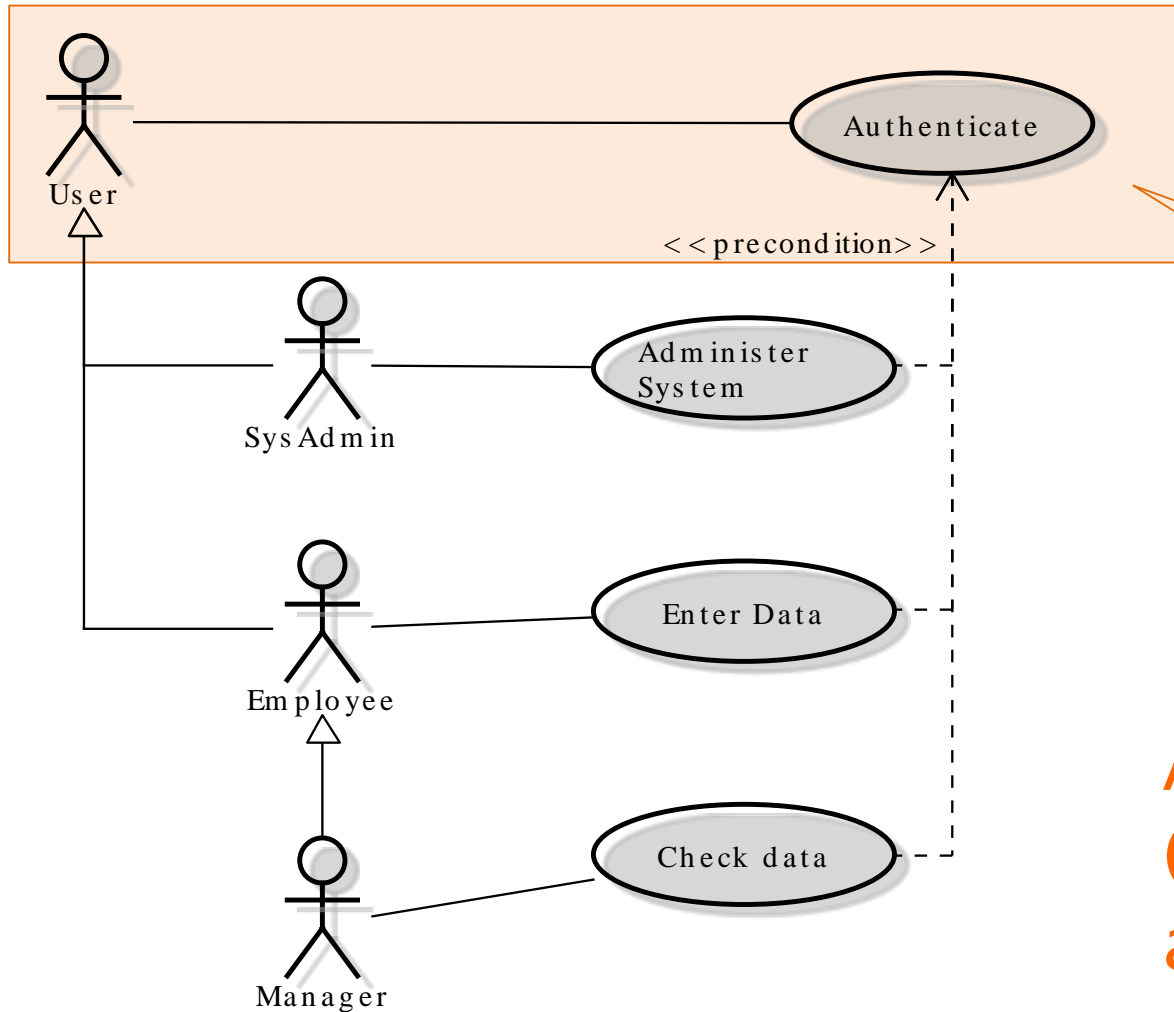 Authenticate
User
<<precondition>>
Administer
System
SysAdmin
Enter Data
Employee
Check data
Manager